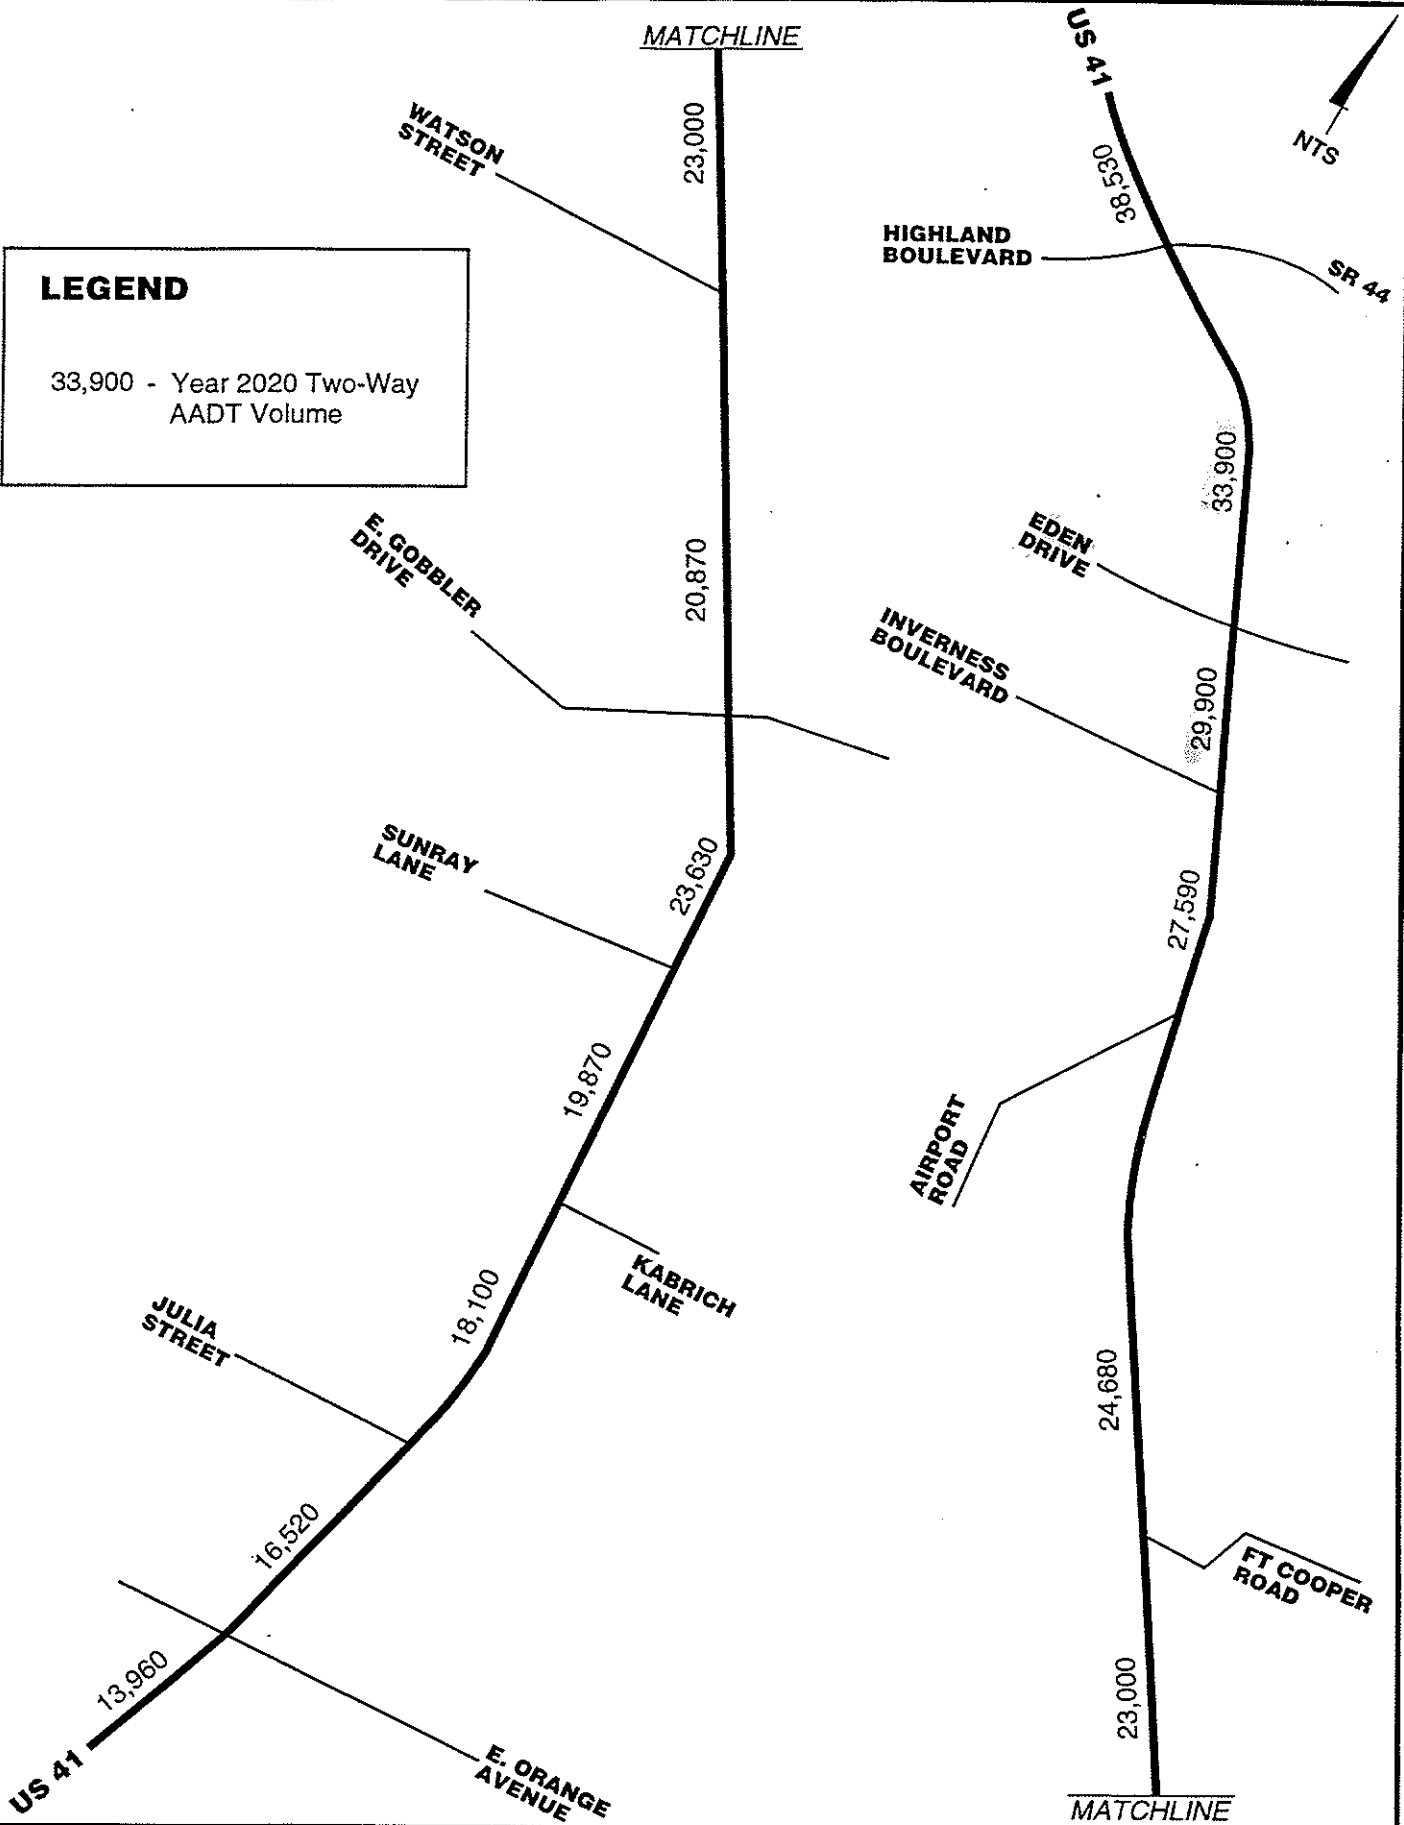 MATCHLINE
US 41
NTS
WATSON
STREET
23,000
38,530
HIGHLAND
BOULEVARD
SR 44
LEGEND
33,900 - Year 2020 Two-Way
AADT Volume
33,900
E. GOBBLER
DRIVE
20,870
EDEN
DRIVE
INVERNESS
BOULEVARD
29,900
SUNRAY
LANE
23,630
27,590
19,870
AIRPORT
ROAD
KABRICH
LANE
18,100
JULIA
STREET
24,680
16,520
FT COOPER
ROAD
13,960
23,000
US 41
E. ORANGE
AVENUE
MATCHLINE